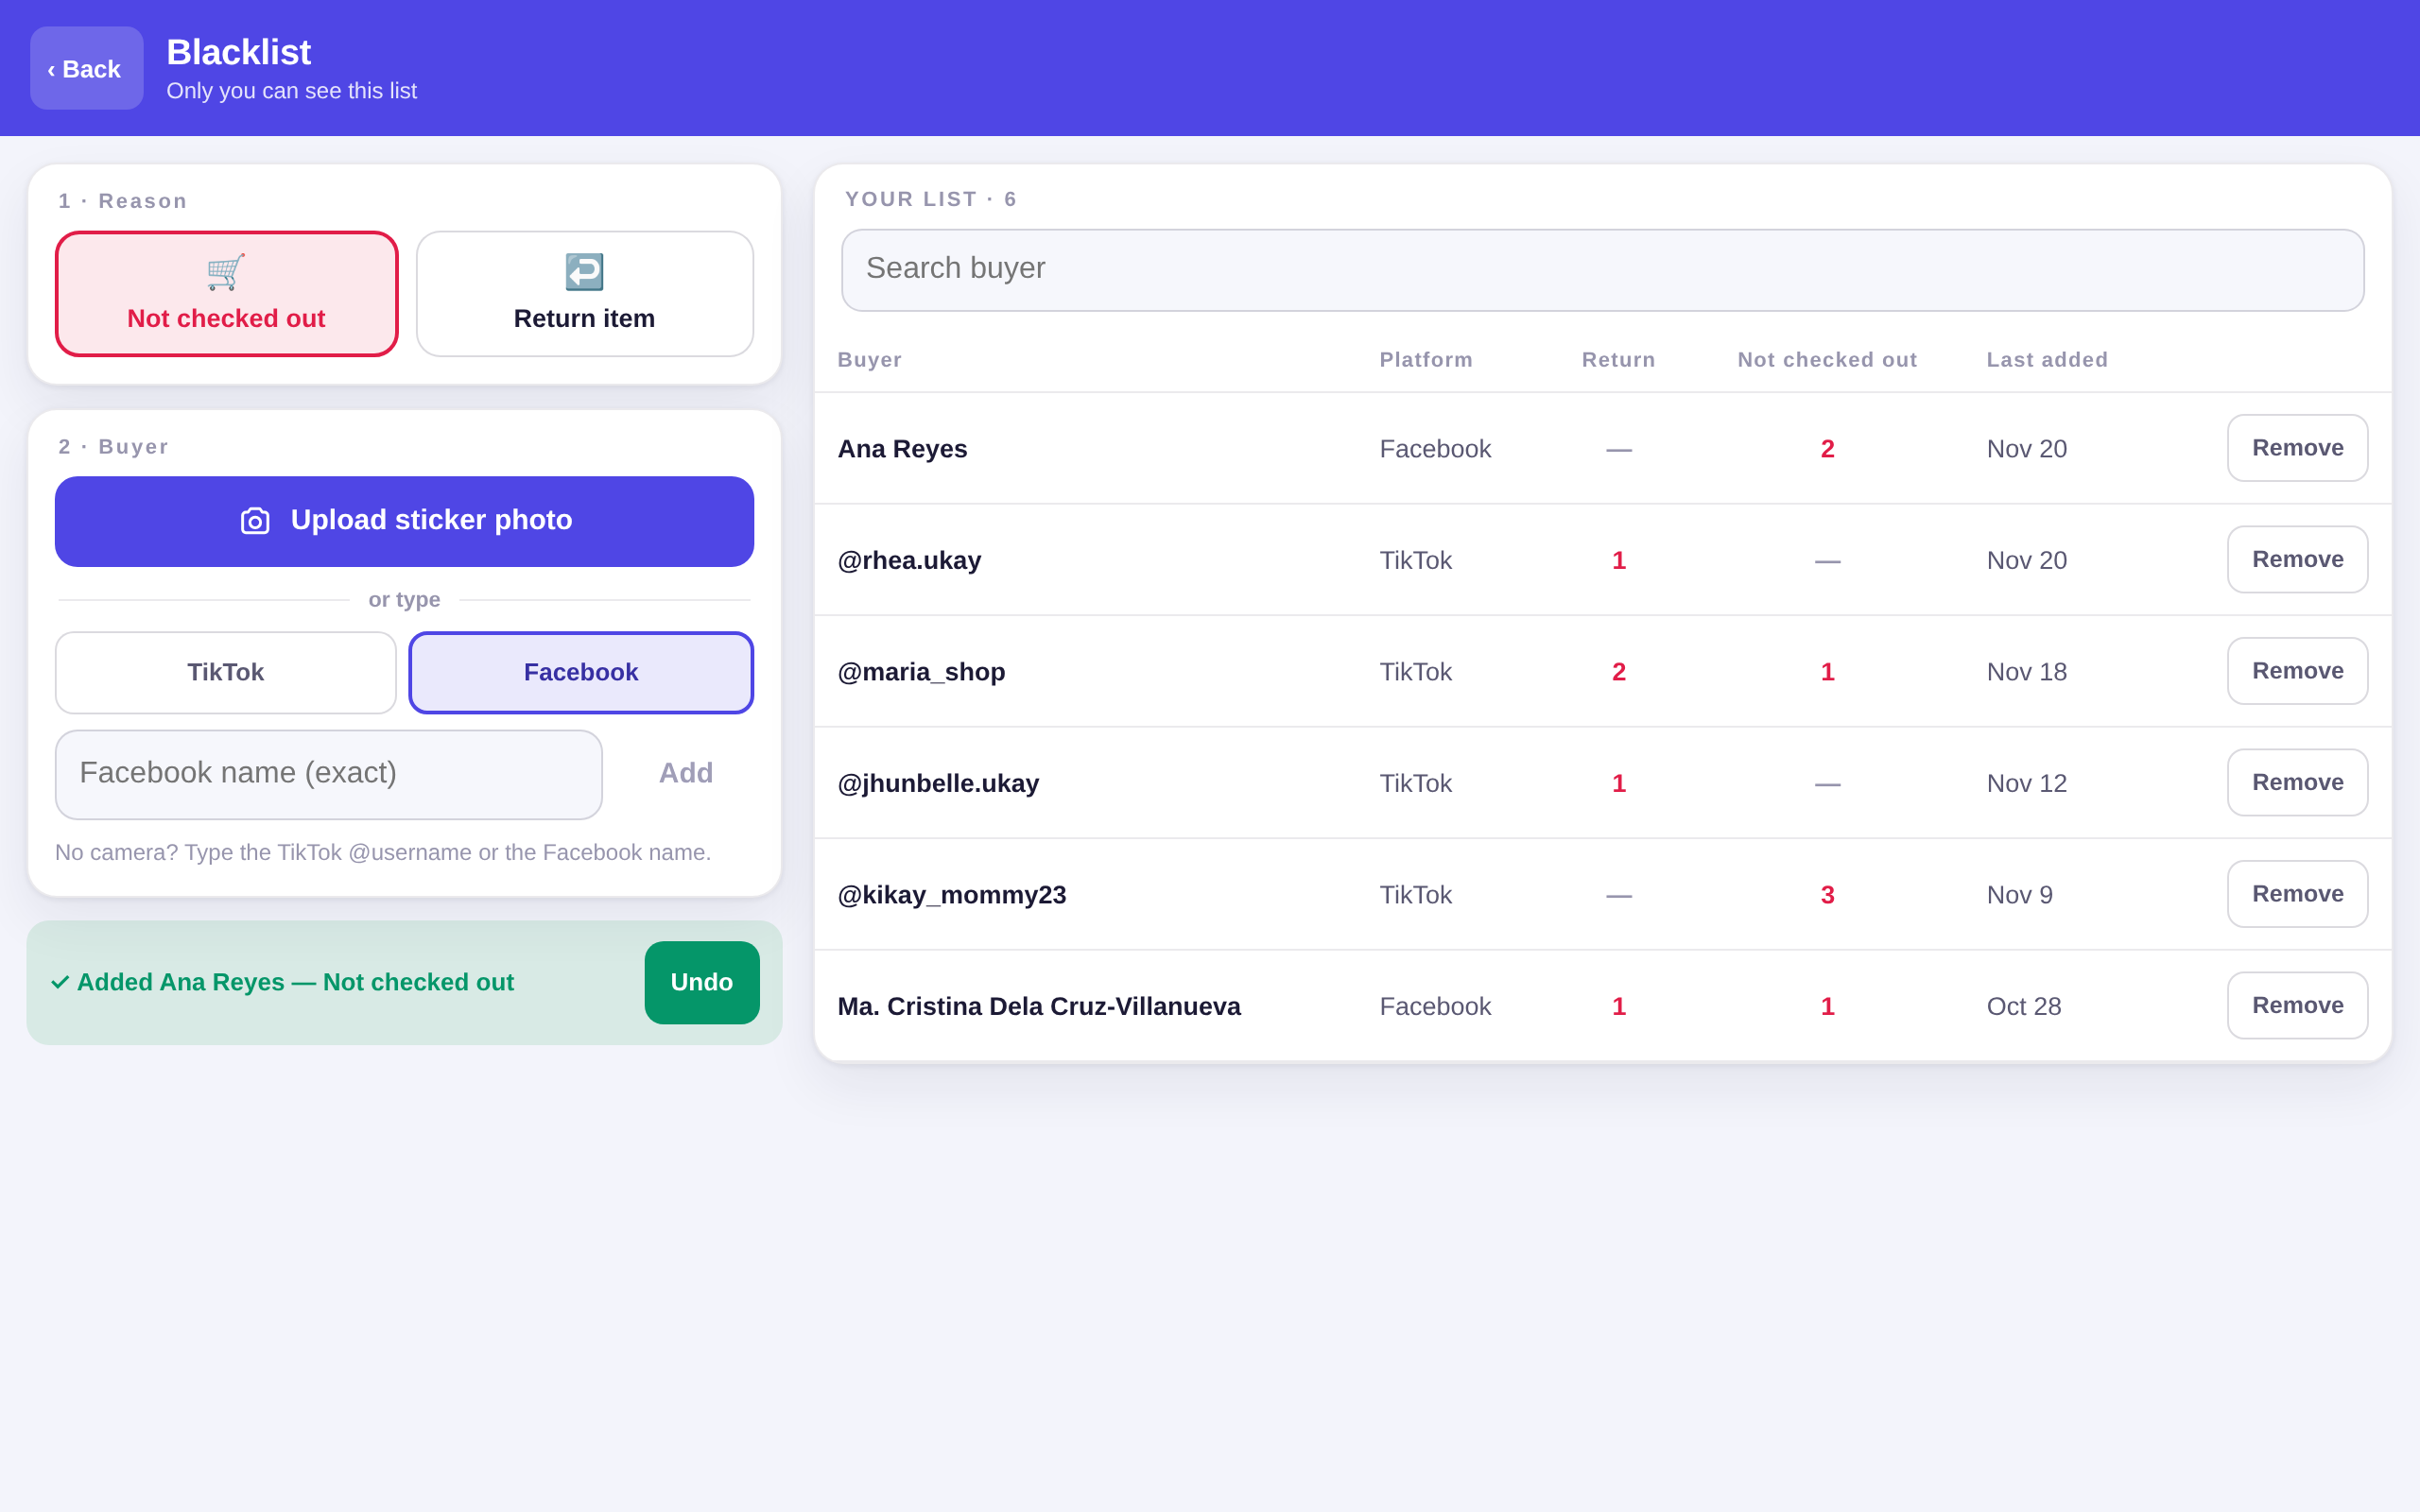 ‹ Back
Blacklist
Only you can see this list
1 · Reason
Not checked out
Return item
2 · Buyer
Upload sticker photo
or type
TikTok
Facebook
Facebook name (exact)
Add
No camera? Type the TikTok @username or the Facebook name.
✓ Added Ana Reyes — Not checked out
Undo
YOUR LIST · 6
Search buyer
Buyer Platform Return Not checked out Last added
Ana Reyes Facebook — 2 Nov 20 Remove
@rhea.ukay TikTok 1 — Nov 20 Remove
@maria_shop TikTok 2 1 Nov 18 Remove
@jhunbelle.ukay TikTok 1 — Nov 12 Remove
@kikay_mommy23 TikTok — 3 Nov 9 Remove
Ma. Cristina Dela Cruz-Villanueva Facebook 1 1 Oct 28 Remove